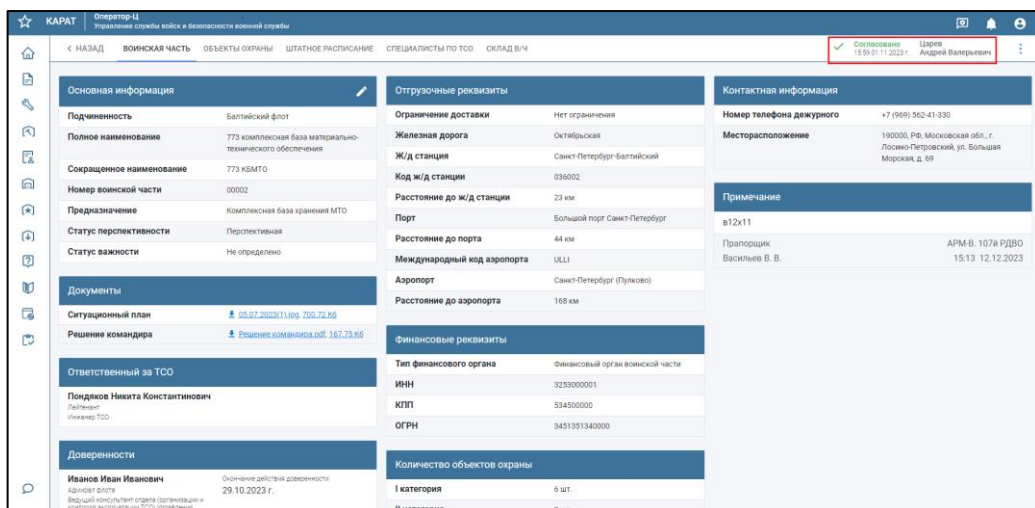 КАРАТ
Оператор-Ц
Управление службы войск и безопасности военной службы
< НАЗАД ВОИНСКАЯ ЧАСТЬ ОБЪЕКТЫ ОХРАНЫ ШТАТНОЕ РАСПИСАНИЕ СПЕЦИАЛИСТЫ ПО ТСО СКЛАД В/Ч
Согласовано
15:59 01.11.2023 г.
Царев
Андрей Валерьевич
Основная информация
Подчиненность Балтийский флот
Полное наименование 773 комплексная база материально-
технического обеспечения
Сокращенное наименование 773 КБМТО
Номер воинской части 00002
Предназначение Комплексная база хранения МТО
Статус перспективности Перспективная
Статус важности Не определено
Документы
Ситуационный план 05.07.2023(1).jpg, 700.72 Кб
Решение командира Решение командира.pdf, 167.75 Кб
Ответственный за ТСО
Пондяков Никита Константинович
Лейтенант
Инженер ТСО
Доверенности
Иванов Иван Иванович
Адмирал флота
Ведущий консультант отдела (организации и
контроля эксплуатации ТСО) Управления
Окончание действия доверенности
29.10.2023 г.
Отгрузочные реквизиты
Ограничение доставки Нет ограничения
Железная дорога Октябрьская
Ж/д станция Санкт-Петербург-Балтийский
Код ж/д станции 036002
Расстояние до ж/д станции 23 км
Порт Большой порт Санкт-Петербург
Расстояние до порта 44 км
Международный код аэропорта ULLI
Аэропорт Санкт-Петербург (Пулково)
Расстояние до аэропорта 168 км
Финансовые реквизиты
Тип финансового органа Финансовый орган воинской части
ИНН 3253000001
КПП 534500000
ОГРН 3451351340000
Количество объектов охраны
I категория 6 шт.
Контактная информация
Номер телефона дежурного +7 (969) 562-41-330
Месторасположение 190000, РФ, Московская обл., г.
Лосино-Петровский, ул. Большая
Морская, д. 69
Примечание
в12х11
Прапорщик АРМ-В. 107й РДВО
Васильев В. В. 15:13 12.12.2023